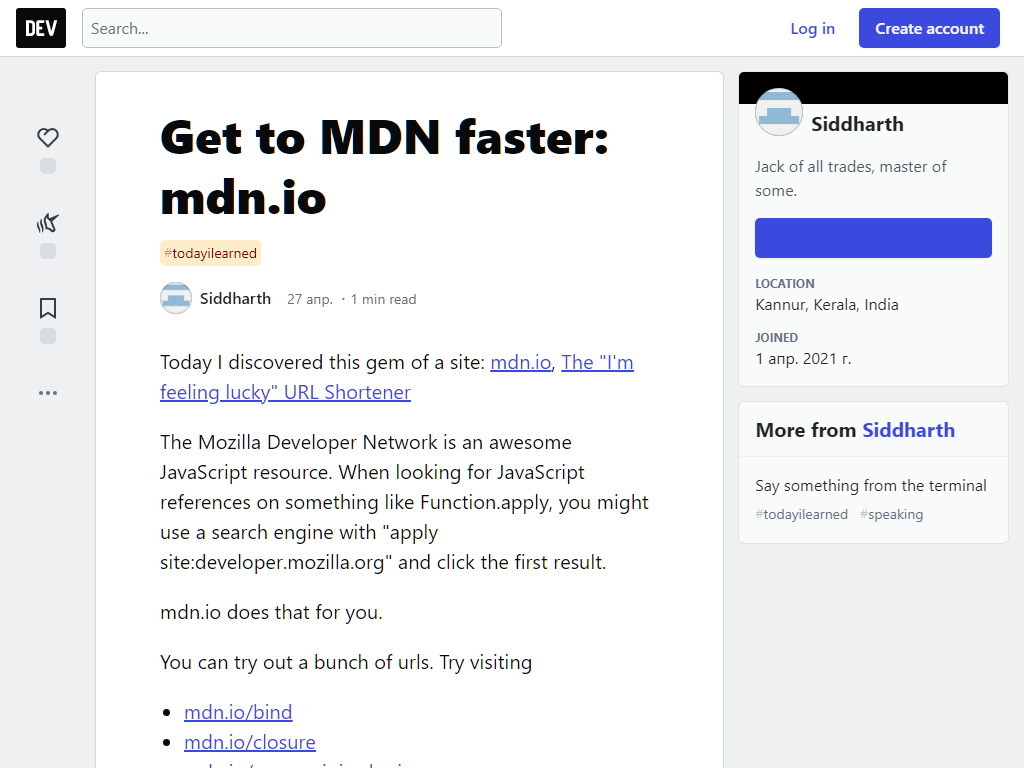 DEV
Search...
Log in
Create account
Get to MDN faster:
mdn.io
#todayilearned
Siddharth 27 апр. · 1 min read
Today I discovered this gem of a site: mdn.io, The "I'm
feeling lucky" URL Shortener
The Mozilla Developer Network is an awesome
JavaScript resource. When looking for JavaScript
references on something like Function.apply, you might
use a search engine with "apply
site:developer.mozilla.org" and click the first result.
mdn.io does that for you.
You can try out a bunch of urls. Try visiting
mdn.io/bind
mdn.io/closure
Siddharth
Jack of all trades, master of
some.
LOCATION
Kannur, Kerala, India
JOINED
1 апр. 2021 г.
More from Siddharth
Say something from the terminal
#todayilearned #speaking